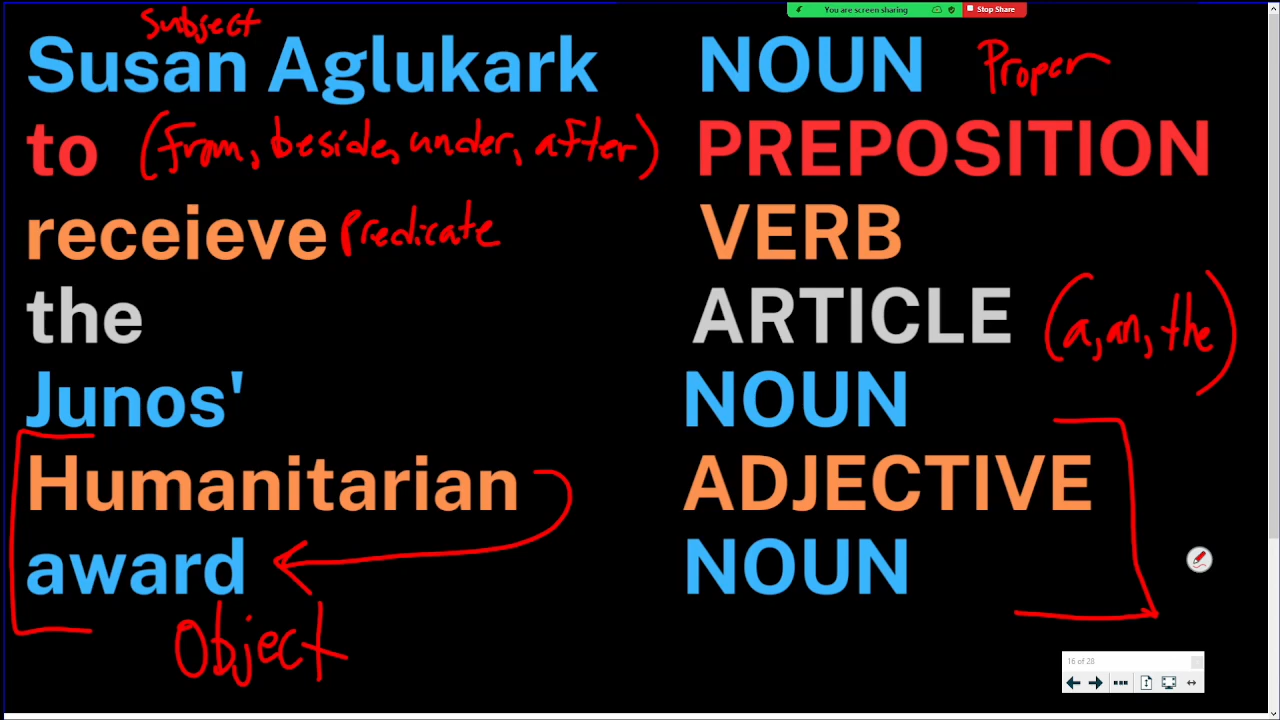 You are screen sharing Stop Share
Subject
Susan Aglukark NOUN Proper
to (from, beside, under, after) PREPOSITION
receieve Predicate VERB
the ARTICLE (a, an, the)
Junos' NOUN
Humanitarian ADJECTIVE
award NOUN
Object
16 of 28